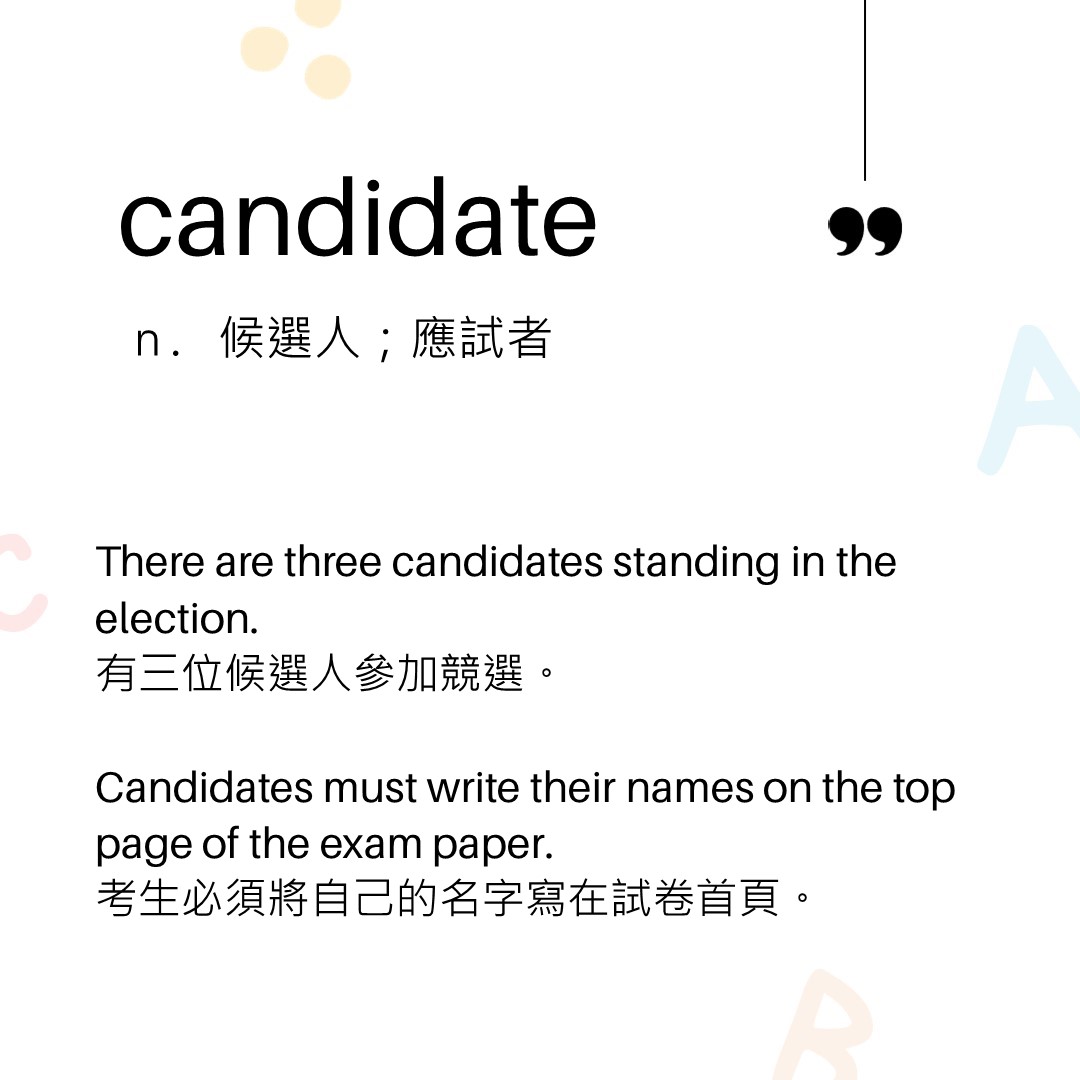 candidate
❟❟
n. 候選人；應試者
A
C
There are three candidates standing in the
election.
有三位候選人參加競選。
Candidates must write their names on the top
page of the exam paper.
考生必須將自己的名字寫在試卷首頁。
B